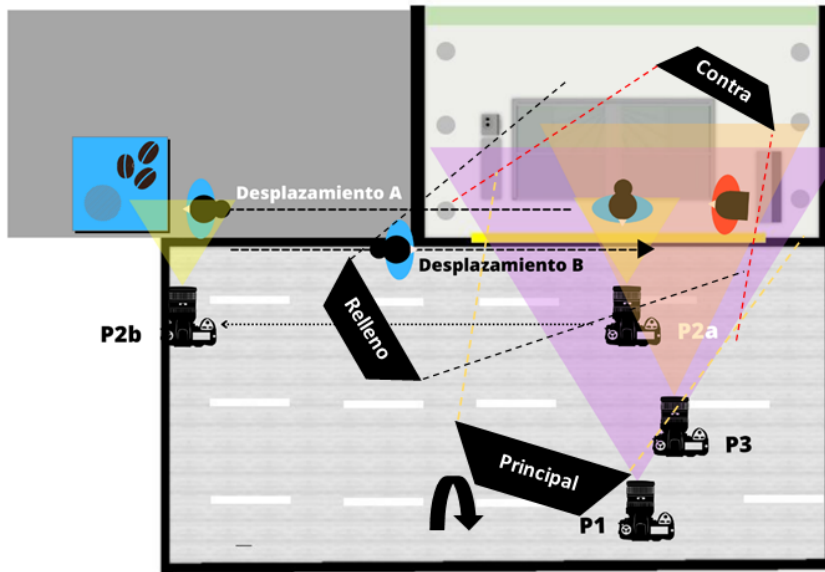 Contra
Desplazamiento A
Desplazamiento B
Relleno
P2b
P2a
P3
Principal
P1